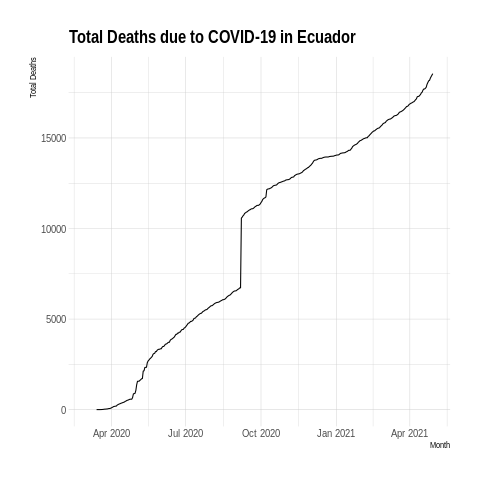 Total Deaths due to COVID-19 in Ecuador
Total Deaths
15000
10000
5000
0
Apr 2020 Jul 2020 Oct 2020 Jan 2021 Apr 2021
Month